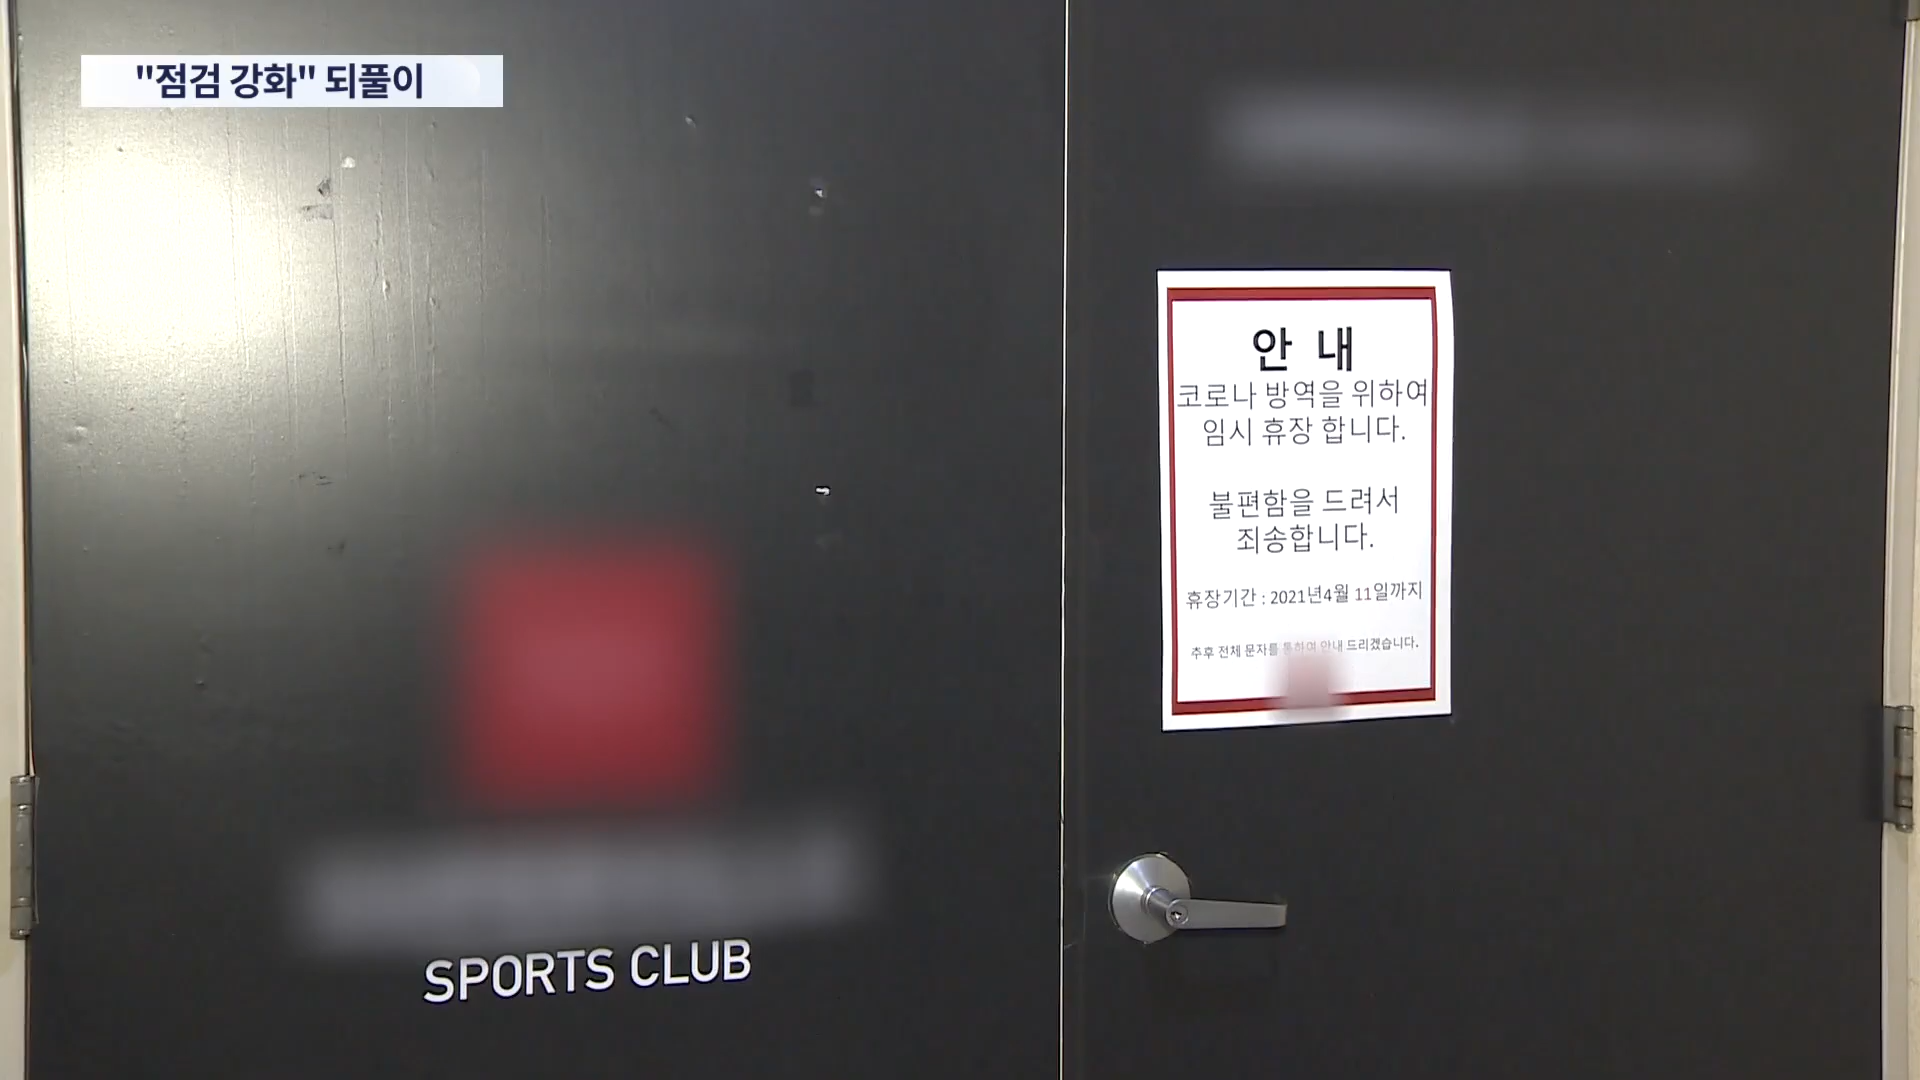 "점검 강화" 되풀이
안 내
코로나 방역을 위하여
임시 휴장 합니다.
불편함을 드려서
죄송합니다.
휴장기간 : 2021년4월 11일까지
추후 전체 문자를 통하여 안내 드리겠습니다.
SPORTS CLUB